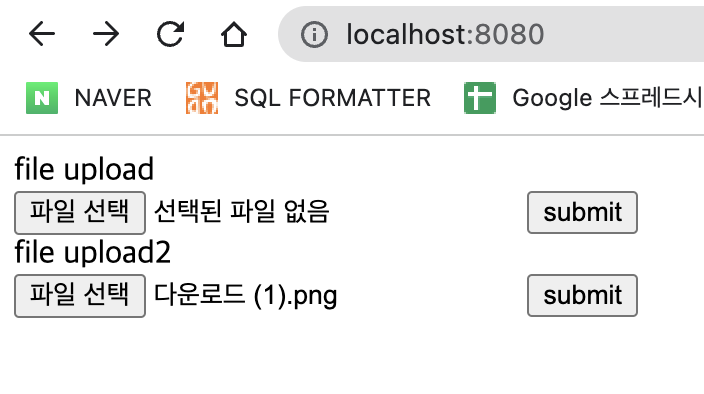 localhost:8080
N NAVER SQL FORMATTER Google 스프레드시
file upload
파일 선택 선택된 파일 없음 submit
file upload2
파일 선택 다운로드 (1).png submit